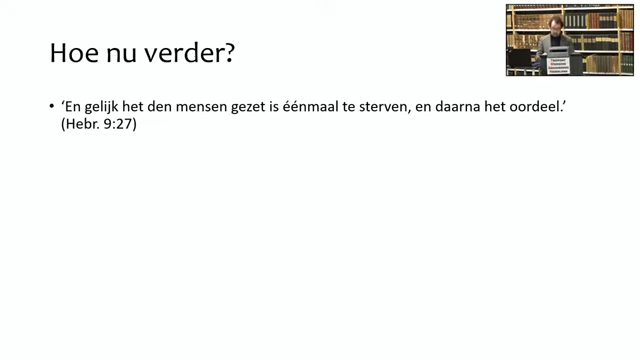 Hoe nu verder?
• ‘En gelijk het den mensen gezet is éénmaal te sterven, en daarna het oordeel.’
(Hebr. 9:27)